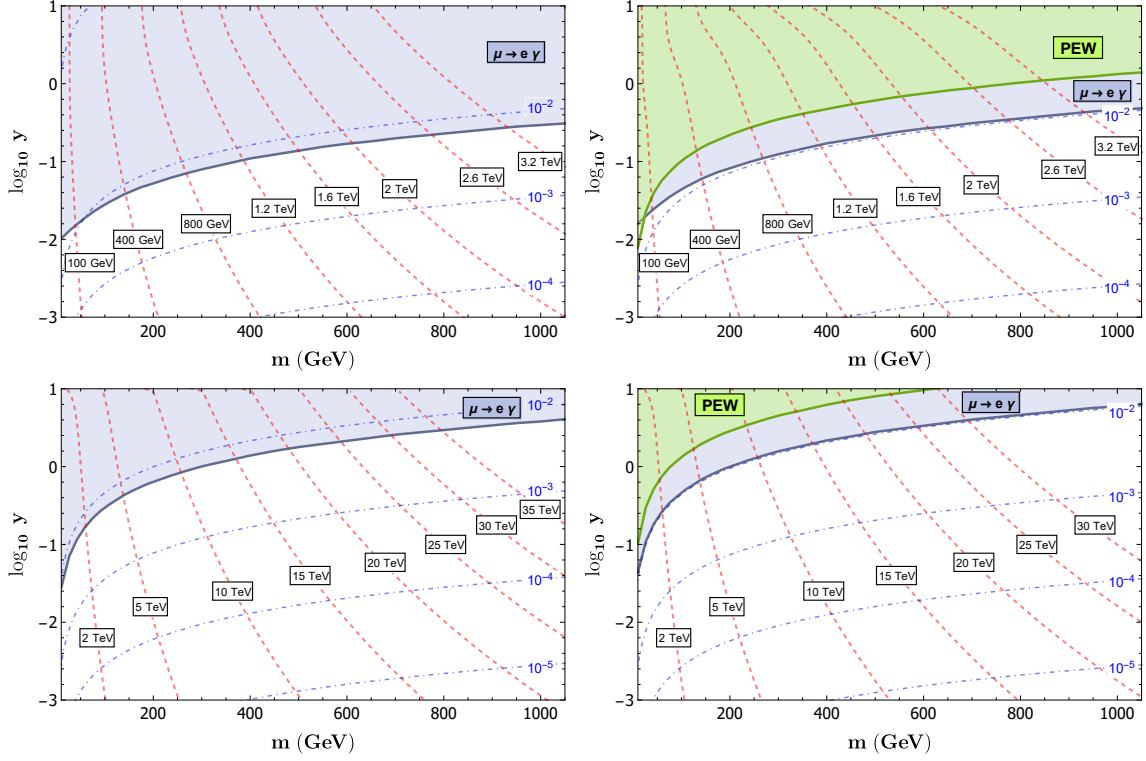 1
0
−1
−2
−3
log₁₀ y
μ → e γ
10⁻²
10⁻³
10⁻⁴
3.2 TeV
2.6 TeV
2 TeV
1.6 TeV
1.2 TeV
800 GeV
400 GeV
100 GeV
200 400 600 800 1000
m (GeV)
1
0
−1
−2
−3
log₁₀ y
PEW
μ → e γ
10⁻²
10⁻³
10⁻⁴
3.2 TeV
2.6 TeV
2 TeV
1.6 TeV
1.2 TeV
800 GeV
400 GeV
100 GeV
200 400 600 800 1000
m (GeV)
1
0
−1
−2
−3
log₁₀ y
μ → e γ
10⁻²
10⁻³
10⁻⁴
10⁻⁵
35 TeV
30 TeV
25 TeV
20 TeV
15 TeV
10 TeV
5 TeV
2 TeV
200 400 600 800 1000
m (GeV)
1
0
−1
−2
−3
log₁₀ y
PEW
μ → e γ
10⁻²
10⁻³
10⁻⁴
10⁻⁵
30 TeV
25 TeV
20 TeV
15 TeV
10 TeV
5 TeV
2 TeV
200 400 600 800 1000
m (GeV)